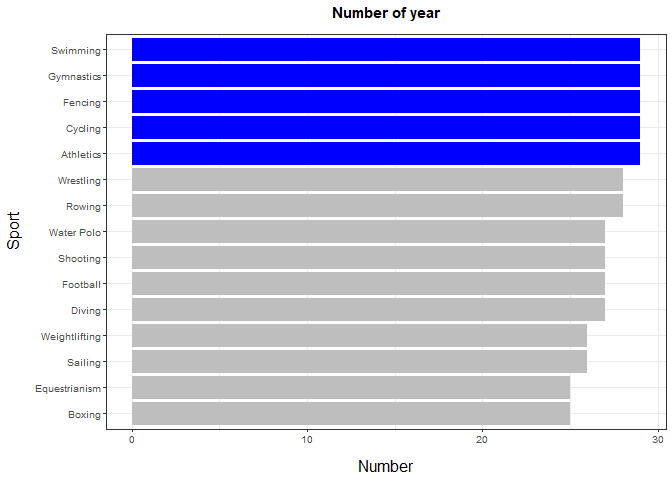 Number of year
Swimming
Gymnastics
Fencing
Cycling
Athletics
Wrestling
Rowing
Water Polo
Shooting
Football
Diving
Weightlifting
Sailing
Equestrianism
Boxing
Sport
0 10 20 30
Number